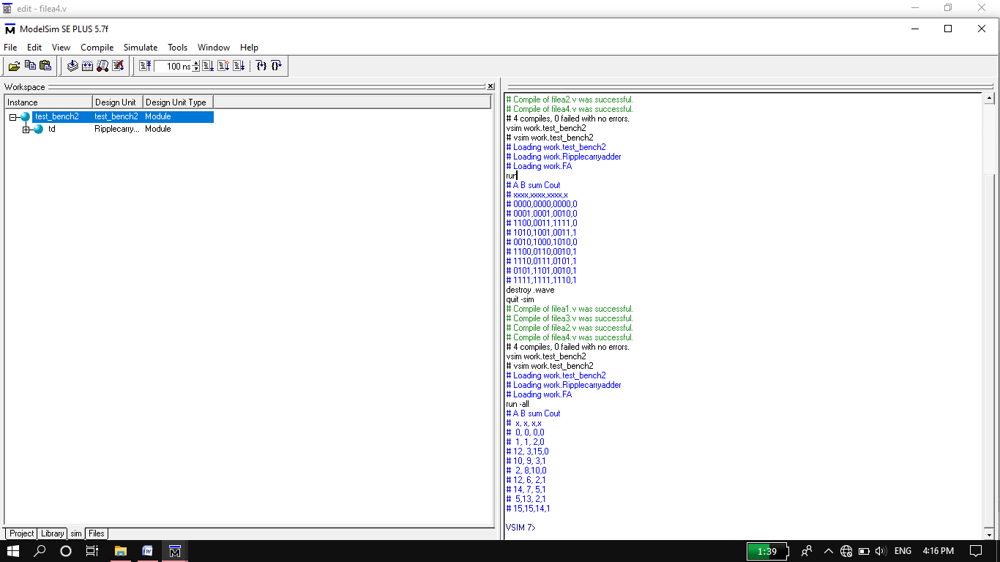 edit - filea4.v
ModelSim SE PLUS 5.7f
File Edit View Compile Simulate Tools Window Help
100 ns
Workspace
Instance Design Unit Design Unit Type
test_bench2 test_bench2 Module
td Ripplecarry... Module
Project Library sim Files
# Compile of filea2.v was successful.
# Compile of filea4.v was successful.
# 4 compiles, 0 failed with no errors.
vsim work.test_bench2
# vsim work.test_bench2
# Loading work.test_bench2
# Loading work.Ripplecarryadder
# Loading work.FA
run
# A B sum Cout
# xxxx,xxxx,xxxx,x
# 0000,0000,0000,0
# 0001,0001,0010,0
# 1100,0011,1111,0
# 1010,1001,0011,1
# 0010,1000,1010,0
# 1100,0110,0010,1
# 1110,0111,0101,1
# 0101,1101,0010,1
# 1111,1111,1110,1
destroy .wave
quit -sim
# Compile of filea1.v was successful.
# Compile of filea3.v was successful.
# Compile of filea2.v was successful.
# Compile of filea4.v was successful.
# 4 compiles, 0 failed with no errors.
vsim work.test_bench2
# vsim work.test_bench2
# Loading work.test_bench2
# Loading work.Ripplecarryadder
# Loading work.FA
run -all
# A B sum Cout
#  x, x, x,x
#  0, 0, 0,0
#  1, 1, 2,0
# 12, 3,15,0
# 10, 9, 3,1
#  2, 8,10,0
# 12, 6, 2,1
# 14, 7, 5,1
#  5,13, 2,1
# 15,15,14,1
VSIM 7>
1:39 ENG 4:16 PM